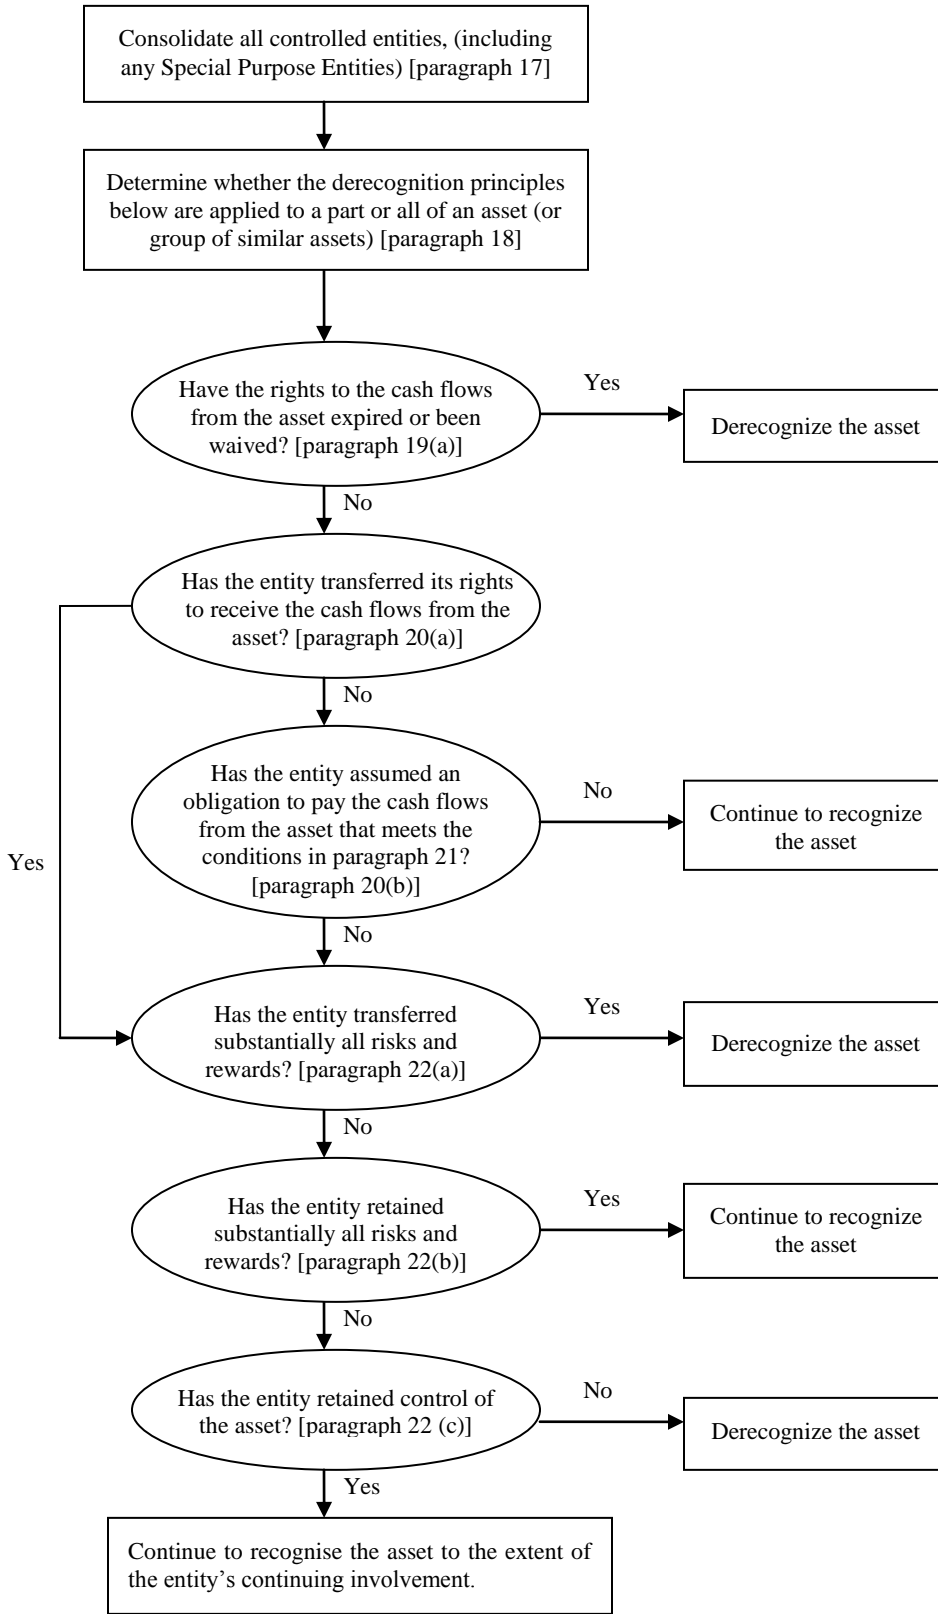 Consolidate all controlled entities, (including
any Special Purpose Entities) [paragraph 17]
Determine whether the derecognition principles
below are applied to a part or all of an asset (or
group of similar assets) [paragraph 18]
Have the rights to the cash flows
from the asset expired or been
waived? [paragraph 19(a)]
Yes
Derecognize the asset
No
Has the entity transferred its rights
to receive the cash flows from the
asset? [paragraph 20(a)]
No
Has the entity assumed an
obligation to pay the cash flows
from the asset that meets the
conditions in paragraph 21?
[paragraph 20(b)]
No
Continue to recognize
the asset
Yes
No
Has the entity transferred
substantially all risks and
rewards? [paragraph 22(a)]
Yes
Derecognize the asset
No
Has the entity retained
substantially all risks and
rewards? [paragraph 22(b)]
Yes
Continue to recognize
the asset
No
Has the entity retained control of
the asset? [paragraph 22 (c)]
No
Derecognize the asset
Yes
Continue to recognise the asset to the extent of
the entity’s continuing involvement.